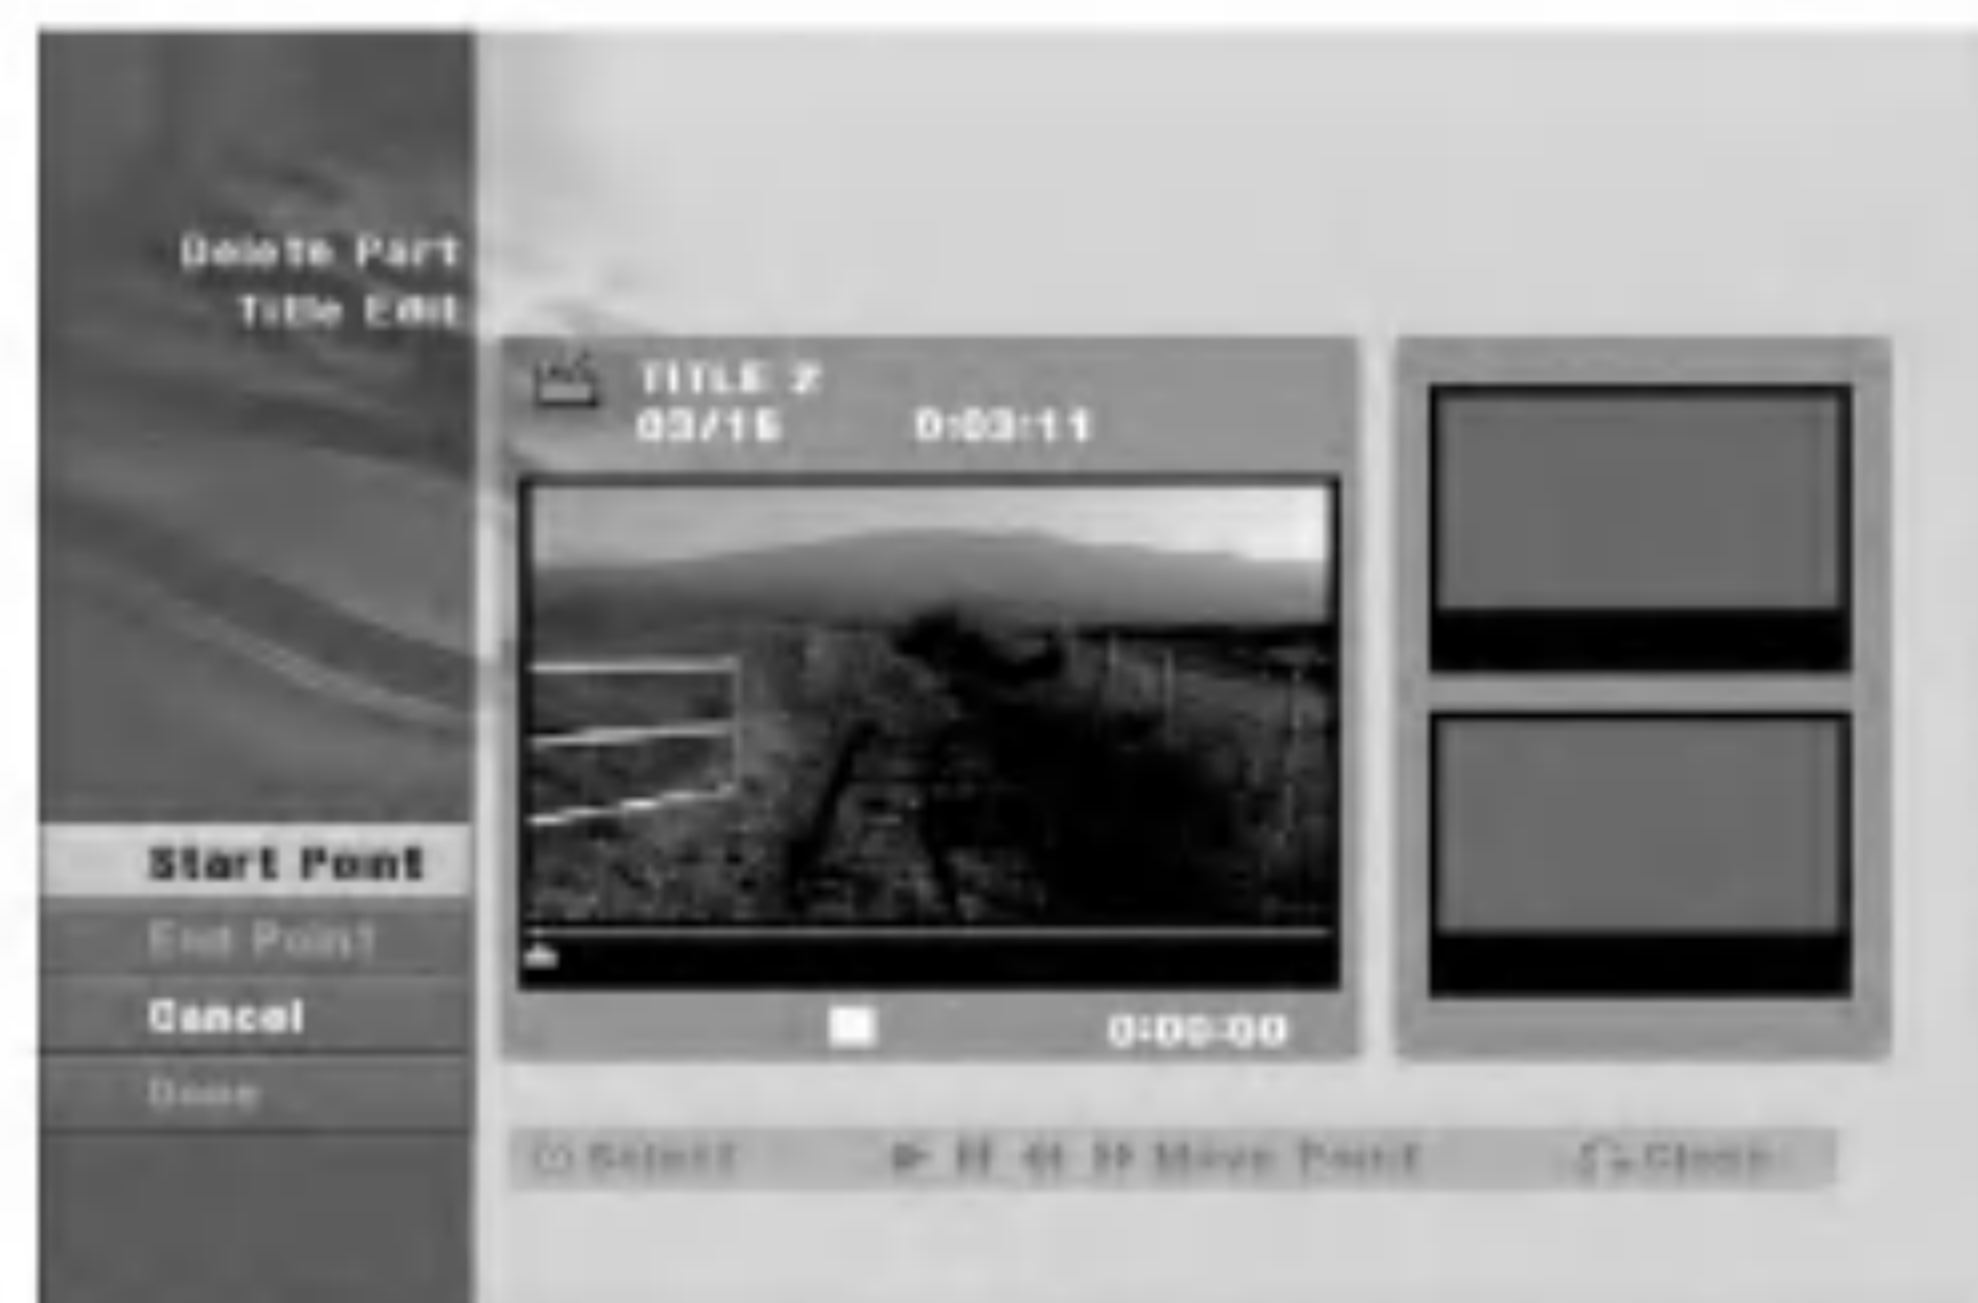 Delete Part
Title Edit
TITLE 2
03/16 0:03:11
Start Point
End Point
Cancel
Done
0:00:00
Select Move Point Close